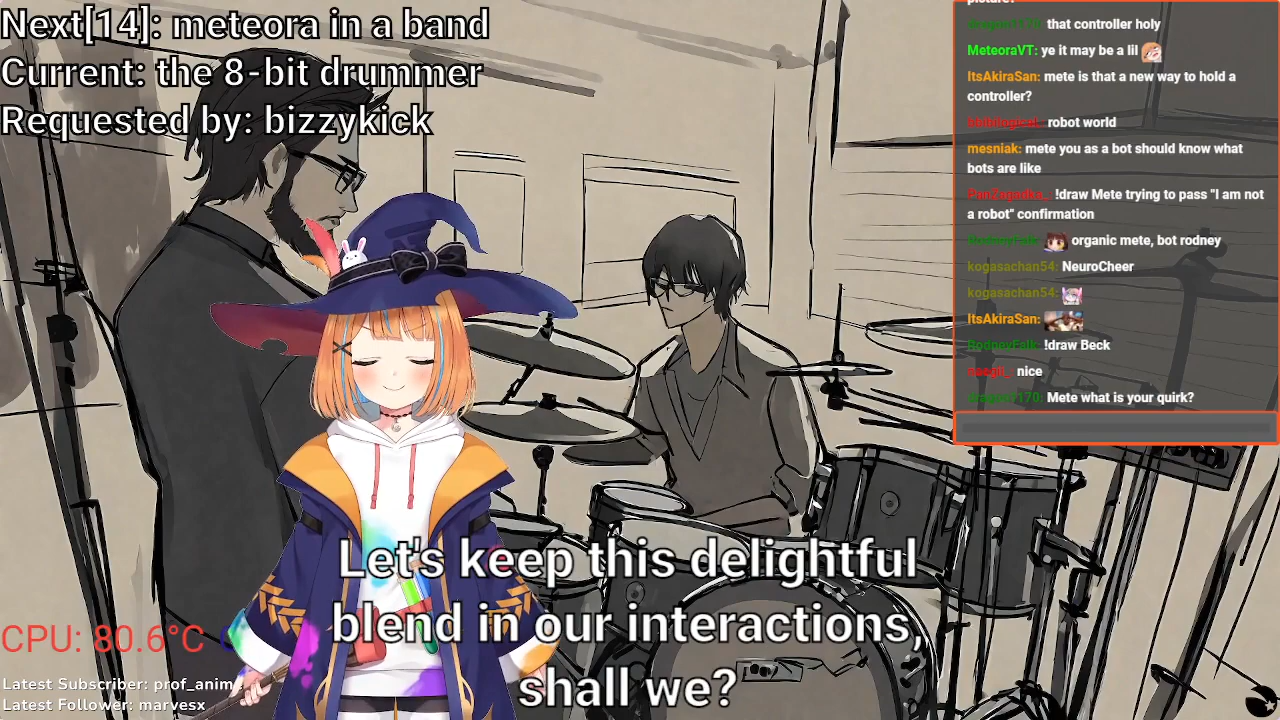 Next[14]: meteora in a band
Current: the 8-bit drummer
Requested by: bizzykick
that controller holy
MeteoraVT: ye it may be a lil
ItsAkiraSan: mete is that a new way to hold a
controller?
robot world
mesniak: mete you as a bot should know what
bots are like
!draw Mete trying to pass "I am not
a robot" confirmation
RodneyFalk: organic mete, bot rodney
kogasachan54: NeuroCheer
kogasachan54:
ItsAkiraSan:
RodneyFalk: !draw Beck
nice
Mete what is your quirk?
Let's keep this delightful
blend in our interactions,
shall we?
CPU: 80.6°C
Latest Subscriber: prof_anim
Latest Follower: marvesx